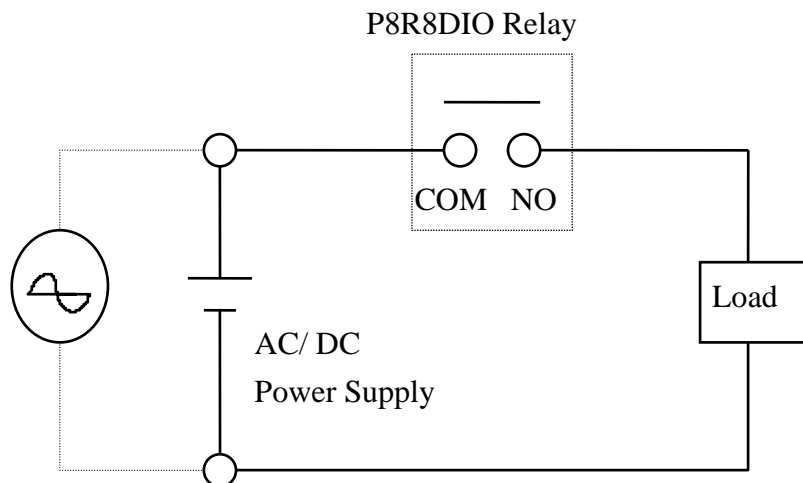 P8R8DIO Relay
COM NO
Load
AC/ DC
Power Supply